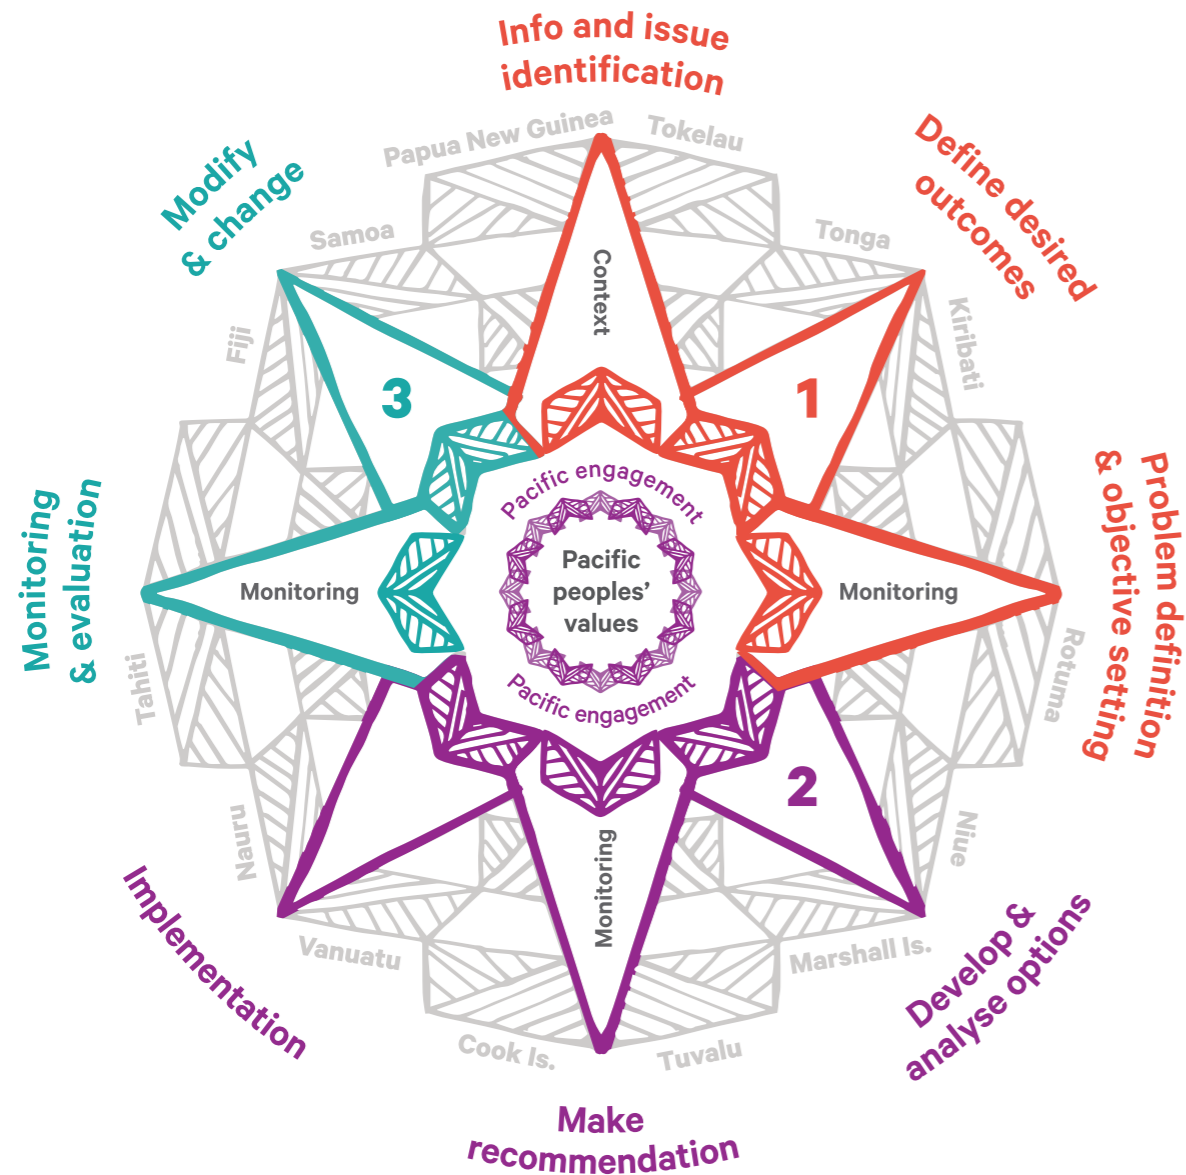 Info and issue
identification
Define desired
outcomes
Problem definition
& objective setting
Develop &
analyse options
Make
recommendation
Implementation
Monitoring
& evaluation
Modify
& change
Papua New Guinea
Tokelau
Tonga
Kiribati
Rotuma
Niue
Marshall Is.
Tuvalu
Cook Is.
Vanuatu
Nauru
Tahiti
Fiji
Samoa
Context
1
Monitoring
2
Monitoring
Monitoring
3
Pacific engagement
Pacific
peoples’
values
Pacific engagement